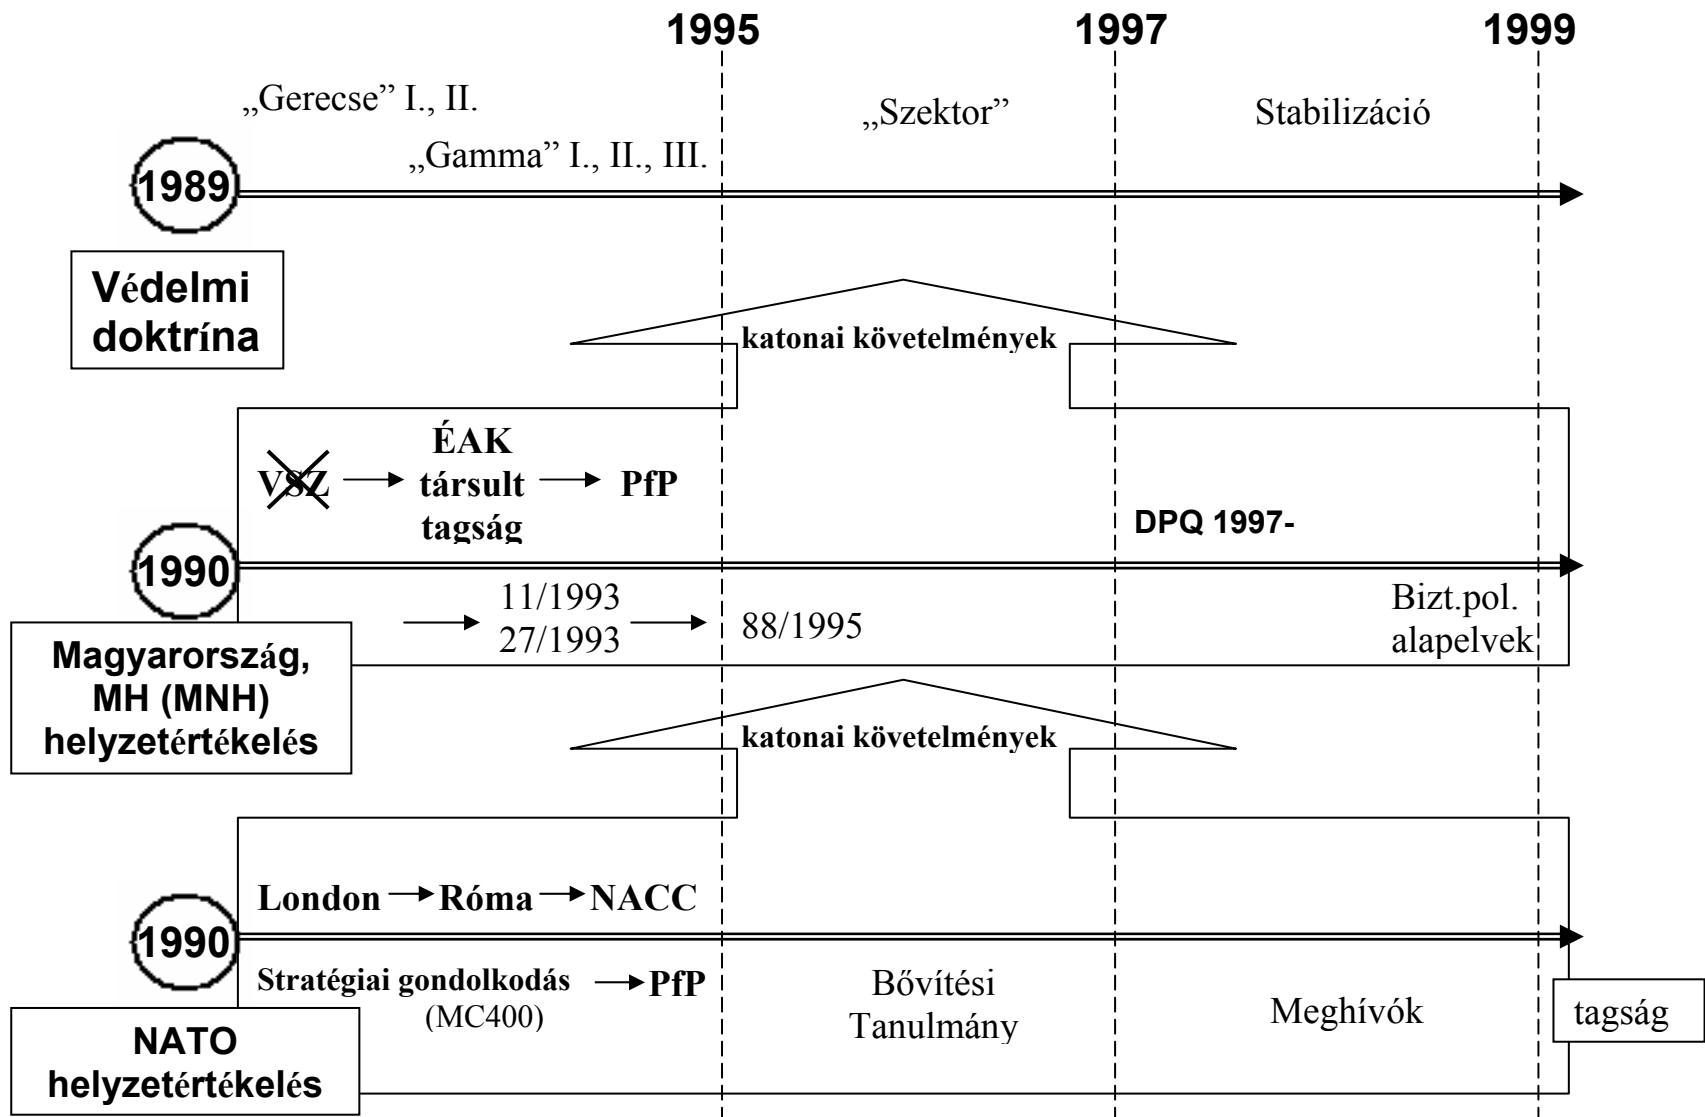 1995 1997 1999
„Gerecse” I., II.
„Szektor” Stabilizáció
„Gamma” I., II., III.
1989
Védelmi
doktrína
katonai követelmények
VSZ
ÉAK
társult
tagság
PfP
DPQ 1997-
1990
11/1993
27/1993
88/1995
Bizt.pol.
alapelvek
Magyarország,
MH (MNH)
helyzetértékelés
katonai követelmények
London Róma NACC
1990
Stratégiai gondolkodás PfP
(MC400)
Bővítési
Tanulmány
Meghívók
tagság
NATO
helyzetértékelés